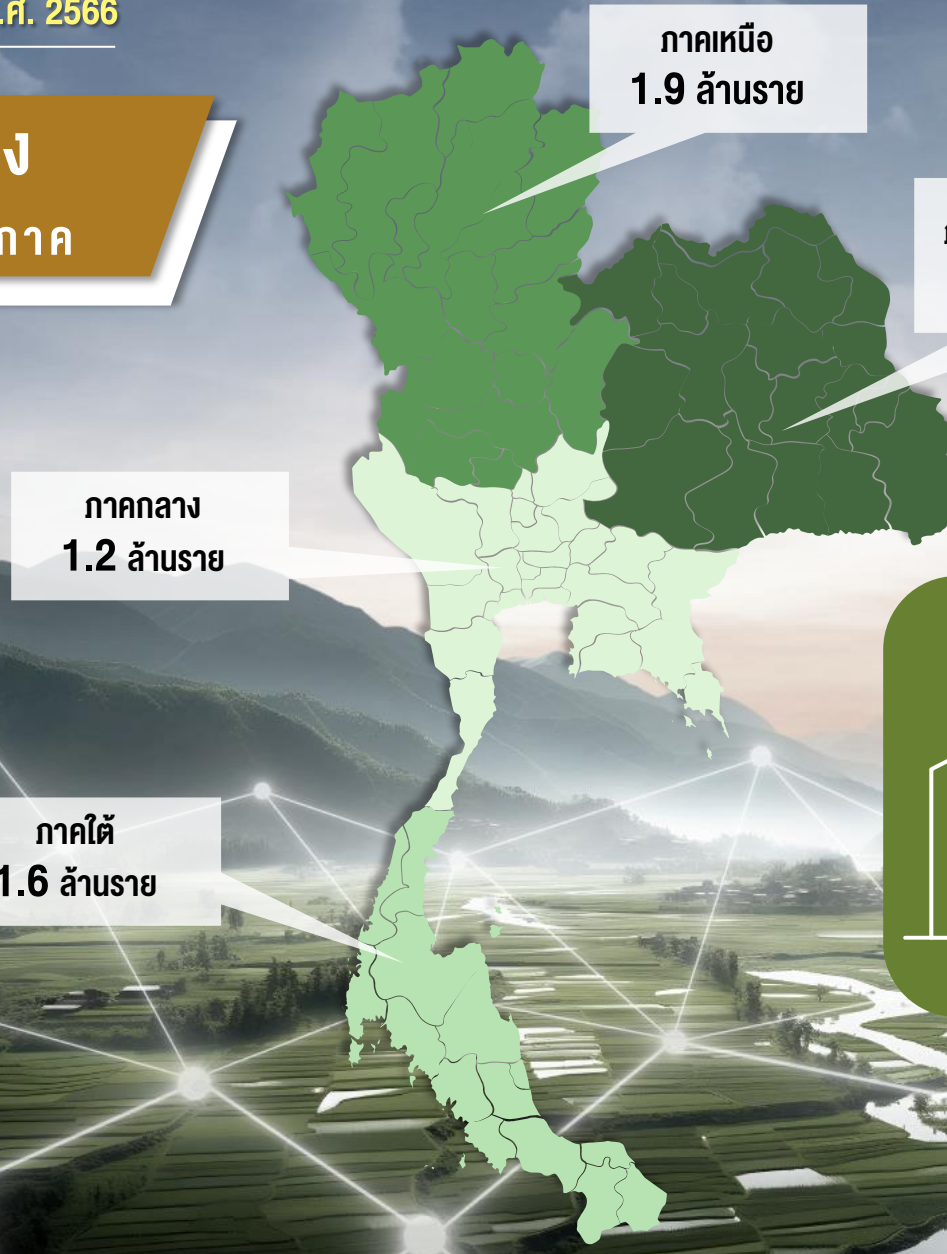 .ศ. 2566
ง
ภาค
ภาคเหนือ
1.9 ล้านราย
ภ
ภาคกลาง
1.2 ล้านราย
ภาคใต้
1.6 ล้านราย